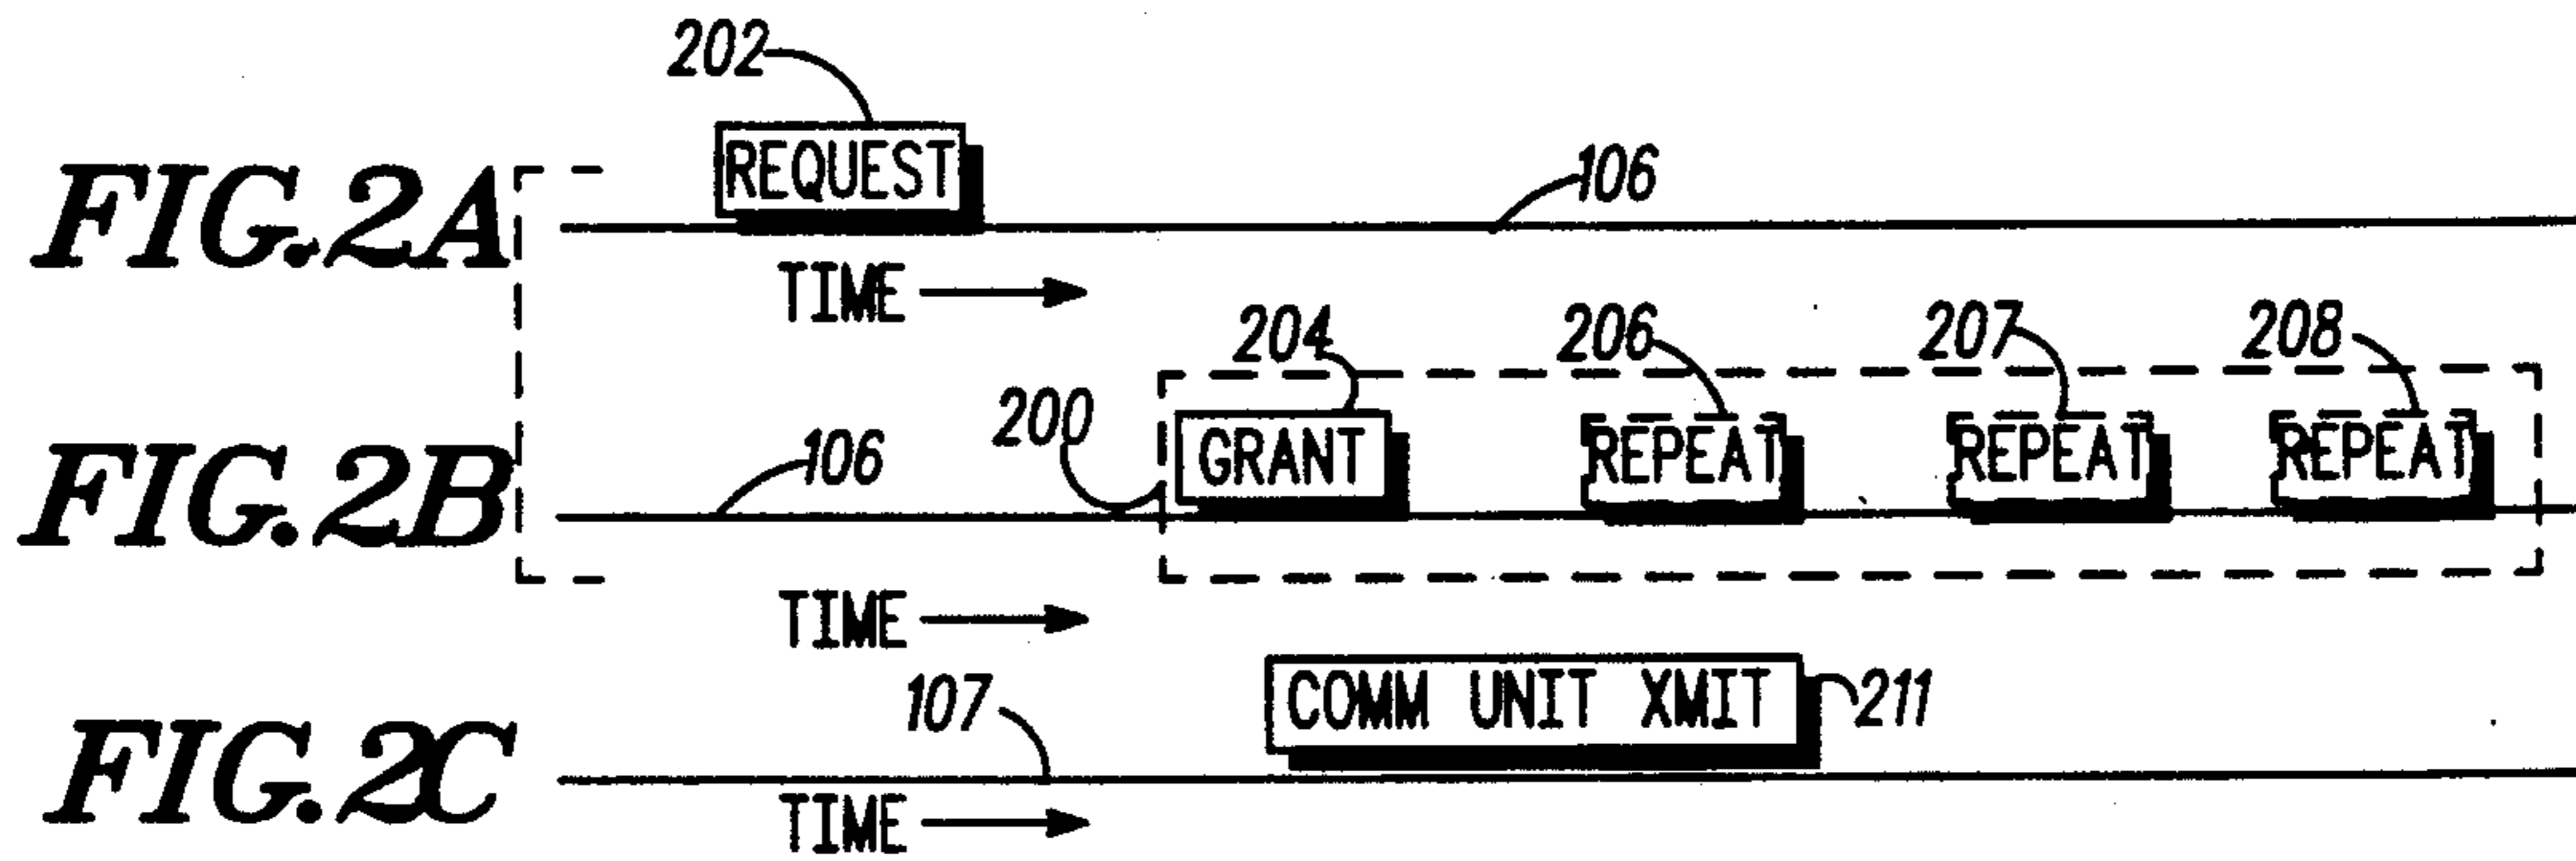 202
REQUEST
106
FIG.2A
TIME
204 206 207 208
200
106
GRANT REPEAT REPEAT REPEAT
FIG.2B
TIME
COMM UNIT XMIT 211
107
FIG.2C
TIME